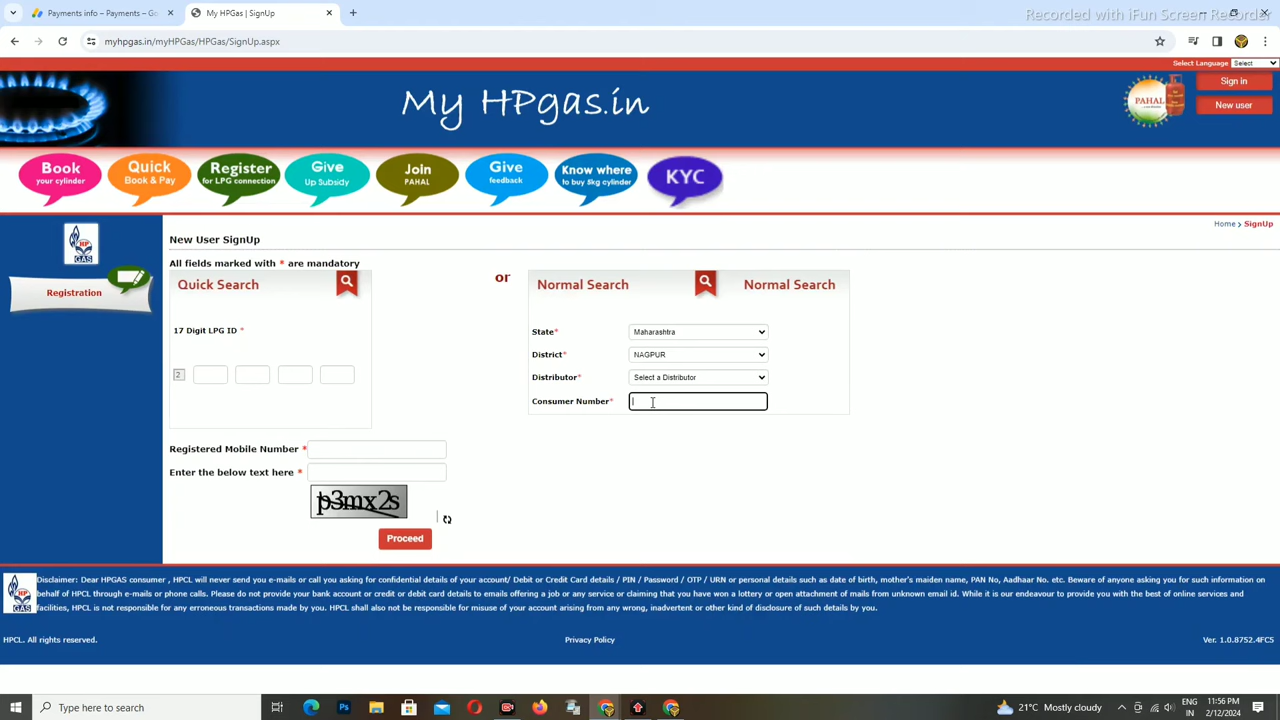 Payments info – Payments – Go
My HPGas | SignUp
Recorded with iFun Screen Recorder
myhpgas.in/myHPGas/HPGas/SignUp.aspx
Select Language Select
My HPgas.in
PAHAL
Sign in
New user
Book
your cylinder
Quick
Book & Pay
Register
for LPG connection
Give
Up Subsidy
Join
PAHAL
Give
feedback
Know where
to buy 5kg cylinder
KYC
HP
GAS
Home > SignUp
Registration
New User SignUp
All fields marked with * are mandatory
Quick Search
or
Normal Search
Normal Search
17 Digit LPG ID *
2
State* Maharashtra
District* NAGPUR
Distributor* Select a Distributor
Consumer Number*
Registered Mobile Number *
Enter the below text here *
p3mx2s
Proceed
HP
GAS
Disclaimer: Dear HPGAS consumer , HPCL will never send you e-mails or call you asking for confidential details of your account/ Debit or Credit Card details / PIN / Password / OTP / URN or personal details such as date of birth, mother's maiden name, PAN No, Aadhaar No. etc. Beware of anyone asking you for such information on
behalf of HPCL through e-mails or phone calls. Please do not provide your bank account or credit or debit card details to emails offering a job or any service or claiming that you have won a lottery or open attachment of mails from unknown email id. While it is our endeavour to provide you with the best of online services and
facilities, HPCL is not responsible for any erroneous transactions made by you. HPCL shall also not be responsible for misuse of your account arising from any wrong, inadvertent or other kind of disclosure of such details by you.
HPCL. All rights reserved.
Privacy Policy
Ver. 1.0.8752.4FCS
Type here to search
21°C Mostly cloudy
ENG
IN
11:56 PM
2/12/2024